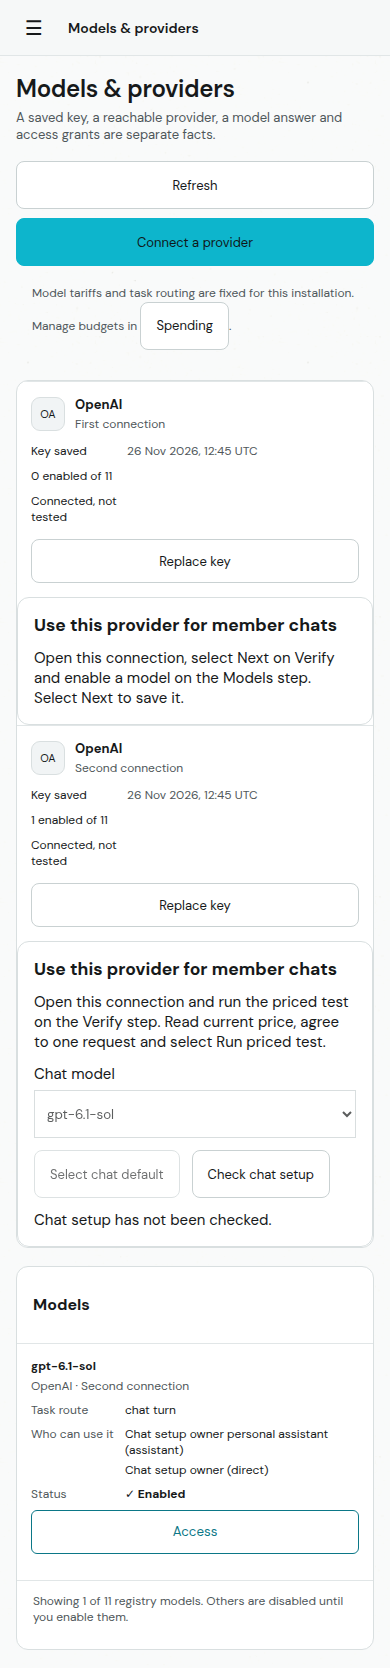 ☰ Models & providers
Models & providers
A saved key, a reachable provider, a model answer and
access grants are separate facts.
Refresh
Connect a provider
Model tariffs and task routing are fixed for this installation.
Manage budgets in Spending.
OA OpenAI
First connection
Key saved 26 Nov 2026, 12:45 UTC
0 enabled of 11
Connected, not
tested
Replace key
Use this provider for member chats
Open this connection, select Next on Verify
and enable a model on the Models step.
Select Next to save it.
OA OpenAI
Second connection
Key saved 26 Nov 2026, 12:45 UTC
1 enabled of 11
Connected, not
tested
Replace key
Use this provider for member chats
Open this connection and run the priced test
on the Verify step. Read current price, agree
to one request and select Run priced test.
Chat model
gpt-6.1-sol
Select chat default Check chat setup
Chat setup has not been checked.
Models
gpt-6.1-sol
OpenAI · Second connection
Task route chat turn
Who can use it Chat setup owner personal assistant
(assistant)
Chat setup owner (direct)
Status ✓ Enabled
Access
Showing 1 of 11 registry models. Others are disabled until
you enable them.